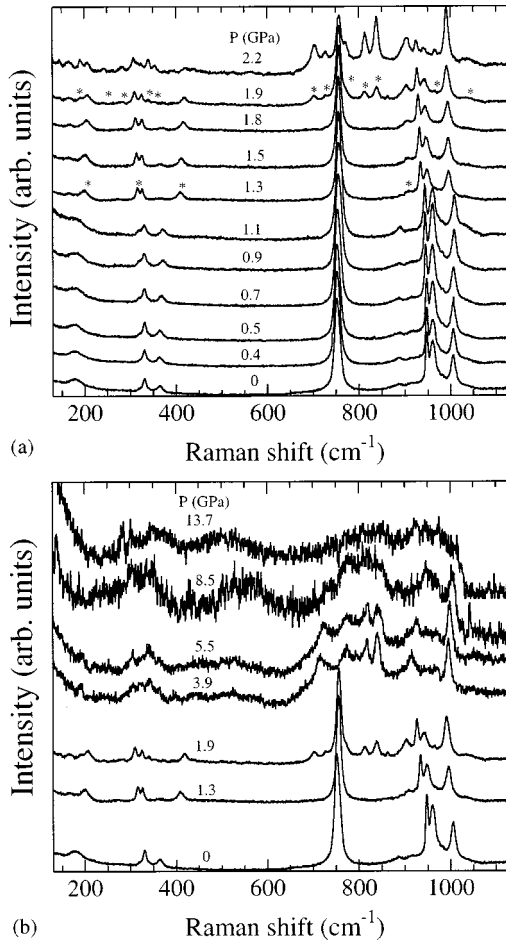 P (GPa)
2.2
* * * * * * * * * * * *
1.9
1.8
1.5
* * * *
1.3
1.1
0.9
0.7
0.5
0.4
0
Intensity (arb. units)
200 400 600 800 1000
(a)
Raman shift (cm-1)
P (GPa)
13.7
8.5
5.5
3.9
1.9
1.3
0
Intensity (arb. units)
200 400 600 800 1000
(b)
Raman shift (cm-1)